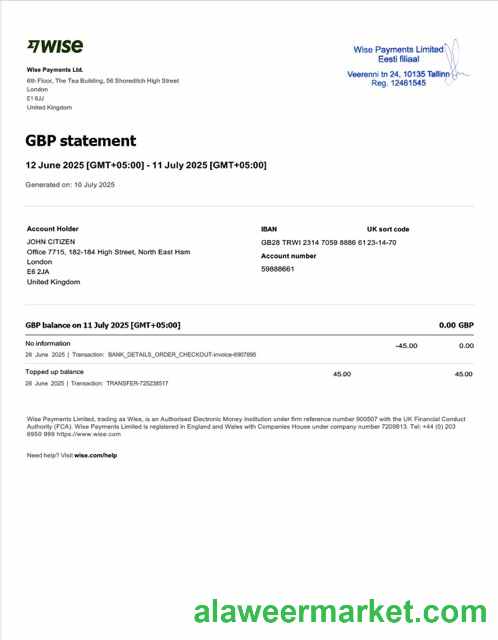 WISE
Wise Payments Limited
Eesti filiaal
Veerenni tn 24, 10135 Tallinn
Reg. 12461545
Wise Payments Ltd.
6th Floor, The Tea Building, 56 Shoreditch High Street
London
E1 6JJ
United Kingdom
GBP statement
12 June 2025 [GMT+05:00] - 11 July 2025 [GMT+05:00]
Generated on: 10 July 2025
Account Holder
JOHN CITIZEN
Office 7715, 182-184 High Street, North East Ham
London
E6 2JA
United Kingdom
IBAN UK sort code
GB28 TRWI 2314 7059 8886 61 23-14-70
Account number
59888661
GBP balance on 11 July 2025 [GMT+05:00] 0.00 GBP
No information -45.00 0.00
26 June 2025 | Transaction: BANK_DETAILS_ORDER_CHECKOUT-invoice-6907895
Topped up balance 45.00 45.00
26 June 2025 | Transaction: TRANSFER-725238517
Wise Payments Limited, trading as Wise, is an Authorised Electronic Money Institution under firm reference number 900507 with the UK Financial Conduct
Authority (FCA). Wise Payments Limited is registered in England and Wales with Companies House under company number 7209813. Tel: +44 (0) 203
6950 999 https://www.wise.com
Need help? Visit wise.com/help
alaweermarket.com